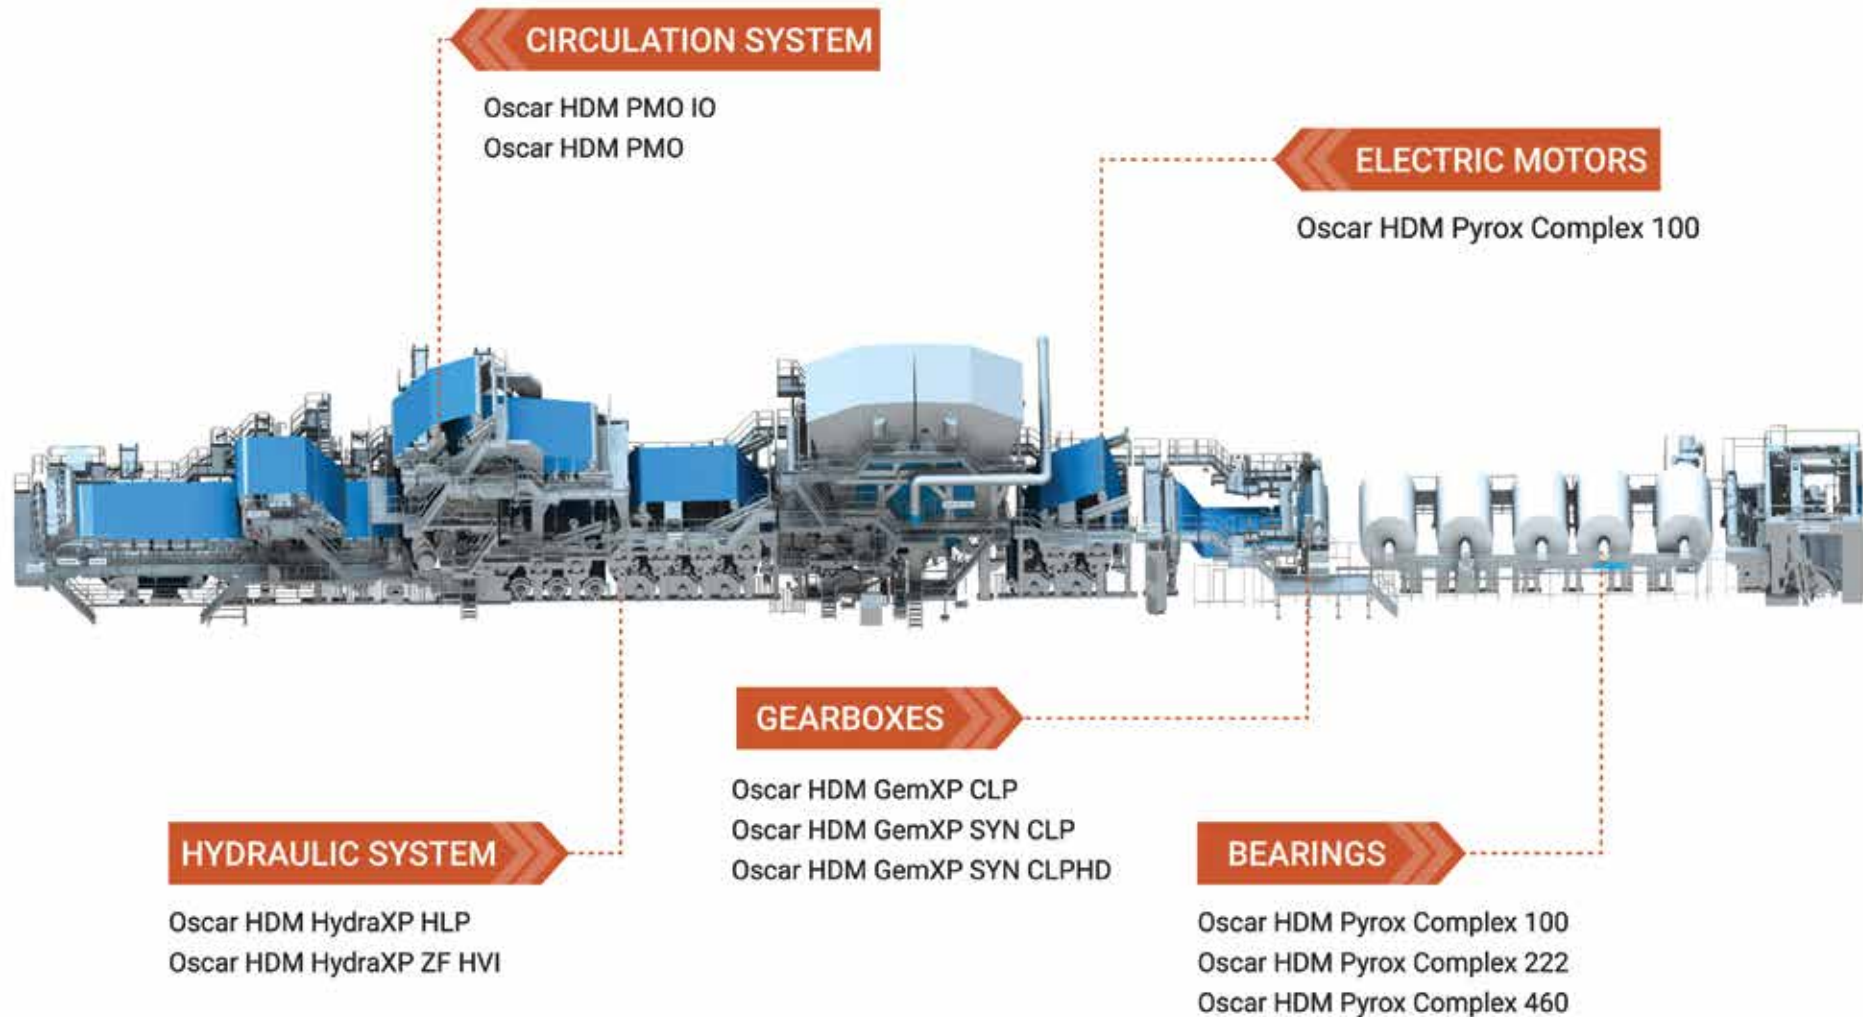 CIRCULATION SYSTEM
Oscar HDM PMO IO
Oscar HDM PMO
ELECTRIC MOTORS
Oscar HDM Pyrox Complex 100
GEARBOXES
Oscar HDM GemXP CLP
Oscar HDM GemXP SYN CLP
Oscar HDM GemXP SYN CLPHD
HYDRAULIC SYSTEM
Oscar HDM HydraXP HLP
Oscar HDM HydraXP ZF HVI
BEARINGS
Oscar HDM Pyrox Complex 100
Oscar HDM Pyrox Complex 222
Oscar HDM Pyrox Complex 460